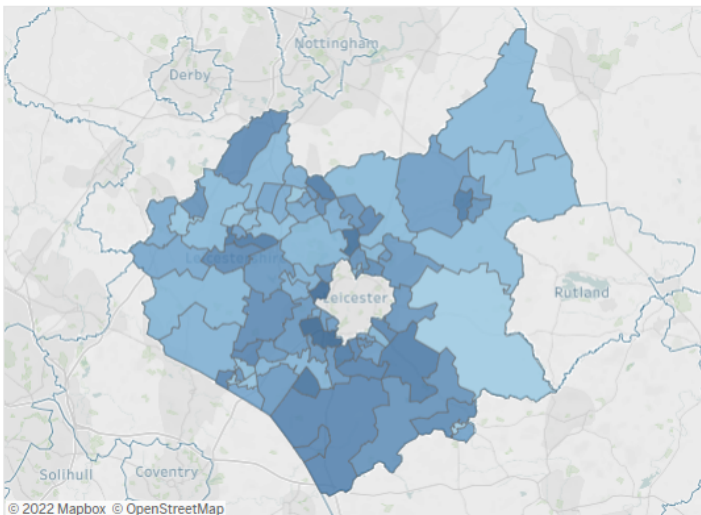 Nottingham
Derby
Leicestershire
Leicester
Rutland
Solihull
Coventry
© 2022 Mapbox © OpenStreetMap